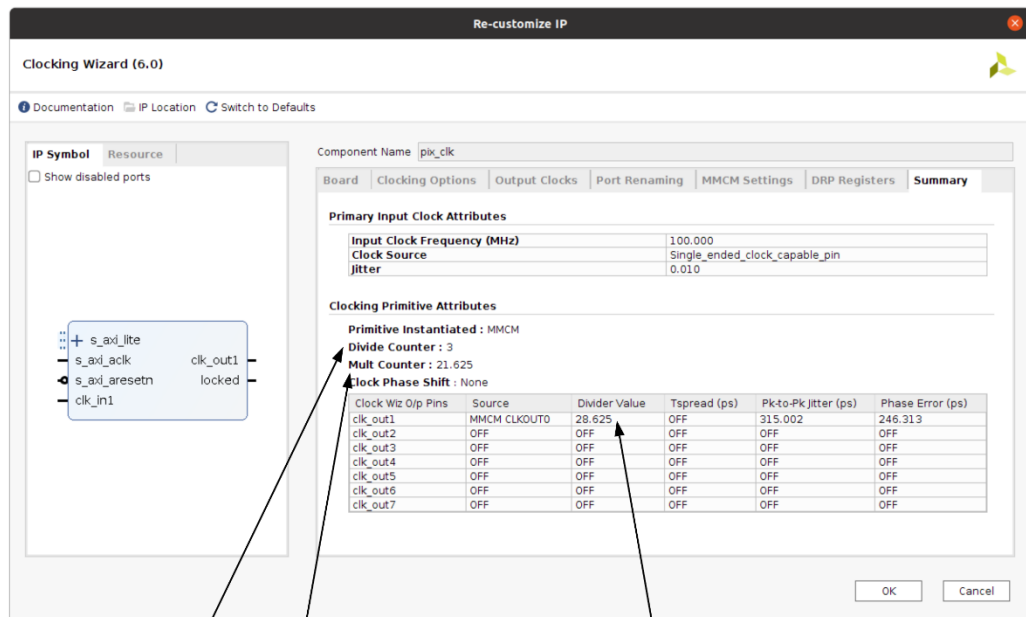 Re-customize IP
Clocking Wizard (6.0)
Documentation IP Location Switch to Defaults
IP Symbol Resource
Show disabled ports
s_axi_lite
s_axi_aclk clk_out1
s_axi_aresetn locked
clk_in1
Component Name pix_clk
Board Clocking Options Output Clocks Port Renaming MMCM Settings DRP Registers Summary
Primary Input Clock Attributes
Input Clock Frequency (MHz) 100.000
Clock Source Single_ended_clock_capable_pin
Jitter 0.010
Clocking Primitive Attributes
Primitive Instantiated : MMCM
Divide Counter : 3
Mult Counter : 21.625
Clock Phase Shift : None
Clock Wiz O/p Pins Source Divider Value Tspread (ps) Pk-to-Pk Jitter (ps) Phase Error (ps)
clk_out1 MMCM CLKOUT0 28.625 OFF 315.002 246.313
clk_out2 OFF OFF OFF OFF OFF
clk_out3 OFF OFF OFF OFF OFF
clk_out4 OFF OFF OFF OFF OFF
clk_out5 OFF OFF OFF OFF OFF
clk_out6 OFF OFF OFF OFF OFF
clk_out7 OFF OFF OFF OFF OFF
OK Cancel